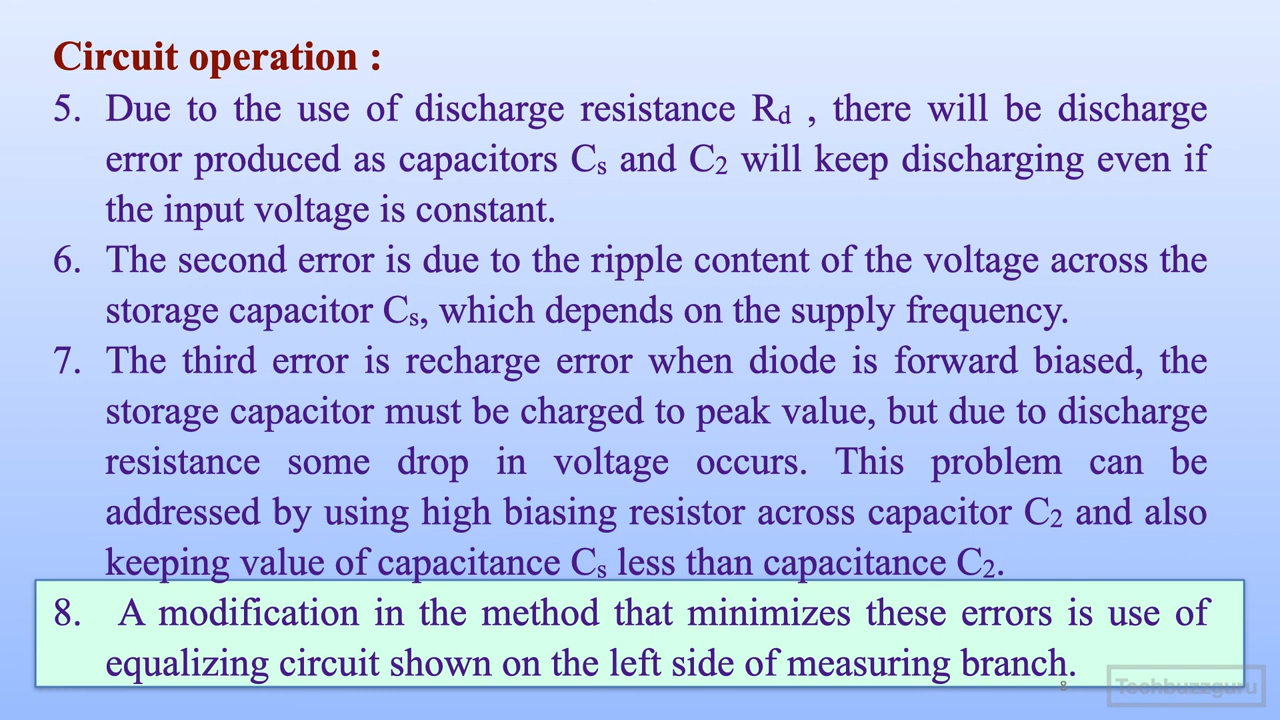 Circuit operation :
5. Due to the use of discharge resistance Rd , there will be discharge
error produced as capacitors Cs and C2 will keep discharging even if
the input voltage is constant.
6. The second error is due to the ripple content of the voltage across the
storage capacitor Cs, which depends on the supply frequency.
7. The third error is recharge error when diode is forward biased, the
storage capacitor must be charged to peak value, but due to discharge
resistance some drop in voltage occurs. This problem can be
addressed by using high biasing resistor across capacitor C2 and also
keeping value of capacitance Cs less than capacitance C2.
8. A modification in the method that minimizes these errors is use of
equalizing circuit shown on the left side of measuring branch.
8
Techbuzzguru